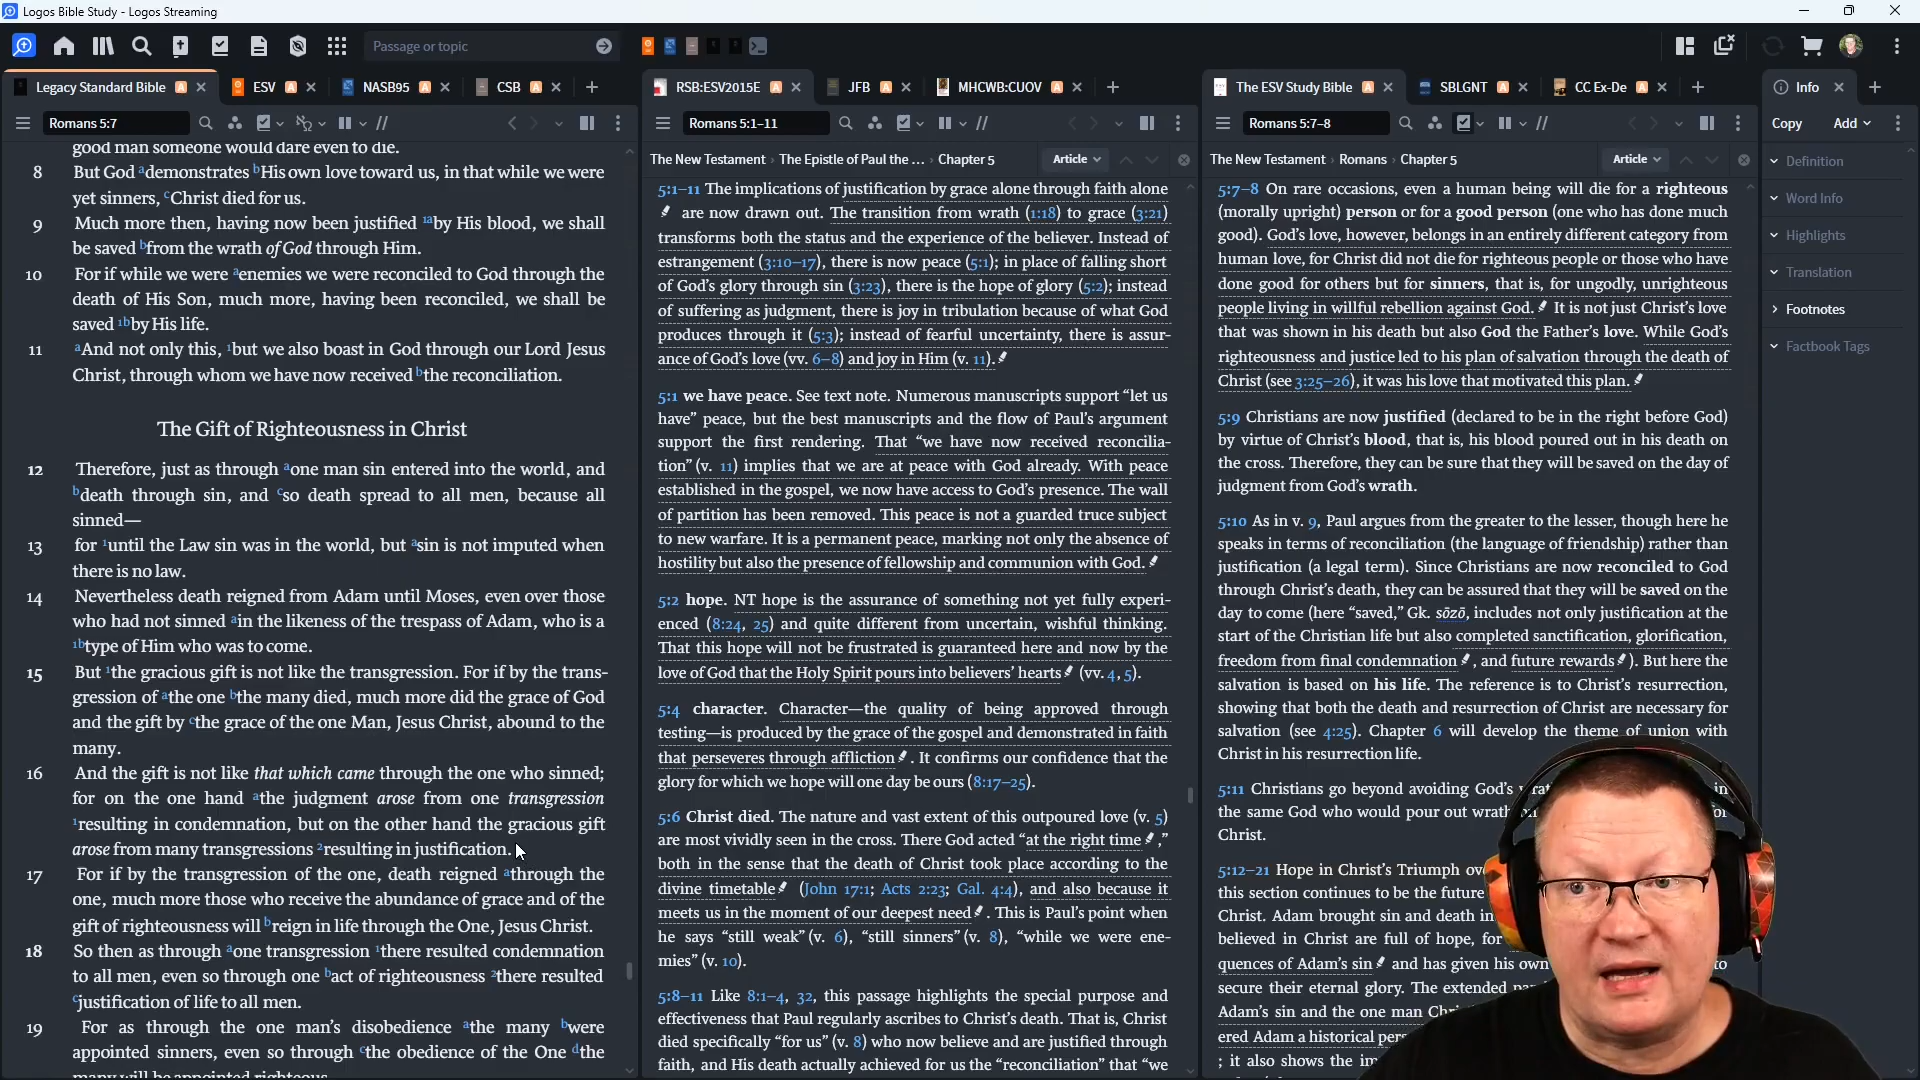 Logos Bible Study - Logos Streaming
Passage or topic
Legacy Standard Bible A
ESV A
NASB95 A
CSB A
RSB:ESV2015E A
JFB A
MHCWB:CUOV A
The ESV Study Bible A
SBLGNT A
CC Ex-De A
Info
Romans 5:7
good man someone would dare even to die.
8 But God ademonstrates bHis own love toward us, in that while we were
yet sinners, cChrist died for us.
9 Much more then, having now been justified 1aby His blood, we shall
be saved bfrom the wrath of God through Him.
10 For if while we were aenemies we were reconciled to God through the
death of His Son, much more, having been reconciled, we shall be
saved 1bby His life.
11 aAnd not only this, 1but we also boast in God through our Lord Jesus
Christ, through whom we have now received bthe reconciliation.
The Gift of Righteousness in Christ
12 Therefore, just as through aone man sin entered into the world, and
bdeath through sin, and cso death spread to all men, because all
sinned—
13 for 1until the Law sin was in the world, but asin is not imputed when
there is no law.
14 Nevertheless death reigned from Adam until Moses, even over those
who had not sinned ain the likeness of the trespass of Adam, who is a
1btype of Him who was to come.
15 But 1the gracious gift is not like the transgression. For if by the trans-
gression of athe one bthe many died, much more did the grace of God
and the gift by cthe grace of the one Man, Jesus Christ, abound to the
many.
16 And the gift is not like that which came through the one who sinned;
for on the one hand athe judgment arose from one transgression
1resulting in condemnation, but on the other hand the gracious gift
arose from many transgressions 2resulting in justification.
17 For if by the transgression of the one, death reigned athrough the
one, much more those who receive the abundance of grace and of the
gift of righteousness will breign in life through the One, Jesus Christ.
18 So then as through aone transgression 1there resulted condemnation
to all men, even so through one bact of righteousness 2there resulted
cjustification of life to all men.
19 For as through the one man's disobedience athe many bwere
appointed sinners, even so through cthe obedience of the One dthe
many will be appointed righteous.
Romans 5:1–11
The New Testament › The Epistle of Paul the ... › Chapter 5
Article
5:1–11 The implications of justification by grace alone through faith alone
are now drawn out. The transition from wrath (1:18) to grace (3:21)
transforms both the status and the experience of the believer. Instead of
estrangement (3:10–17), there is now peace (5:1); in place of falling short
of God's glory through sin (3:23), there is the hope of glory (5:2); instead
of suffering as judgment, there is joy in tribulation because of what God
produces through it (5:3); instead of fearful uncertainty, there is assur-
ance of God's love (vv. 6–8) and joy in Him (v. 11).
5:1 we have peace. See text note. Numerous manuscripts support “let us
have” peace, but the best manuscripts and the flow of Paul's argument
support the first rendering. That “we have now received reconcilia-
tion” (v. 11) implies that we are at peace with God already. With peace
established in the gospel, we now have access to God's presence. The wall
of partition has been removed. This peace is not a guarded truce subject
to new warfare. It is a permanent peace, marking not only the absence of
hostility but also the presence of fellowship and communion with God.
5:2 hope. NT hope is the assurance of something not yet fully experi-
enced (8:24, 25) and quite different from uncertain, wishful thinking.
That this hope will not be frustrated is guaranteed here and now by the
love of God that the Holy Spirit pours into believers' hearts (vv. 4, 5).
5:4 character. Character—the quality of being approved through
testing—is produced by the grace of the gospel and demonstrated in faith
that perseveres through affliction. It confirms our confidence that the
glory for which we hope will one day be ours (8:17–25).
5:6 Christ died. The nature and vast extent of this outpoured love (v. 5)
are most vividly seen in the cross. There God acted “at the right time,”
both in the sense that the death of Christ took place according to the
divine timetable (John 17:1; Acts 2:23; Gal. 4:4), and also because it
meets us in the moment of our deepest need. This is Paul's point when
he says “still weak” (v. 6), “still sinners” (v. 8), “while we were ene-
mies” (v. 10).
5:8–11 Like 8:1–4, 32, this passage highlights the special purpose and
effectiveness that Paul regularly ascribes to Christ's death. That is, Christ
died specifically “for us” (v. 8) who now believe and are justified through
faith, and His death actually achieved for us the “reconciliation” that “we
Romans 5:7–8
The New Testament › Romans › Chapter 5
Article
5:7–8 On rare occasions, even a human being will die for a righteous
(morally upright) person or for a good person (one who has done much
good). God's love, however, belongs in an entirely different category from
human love, for Christ did not die for righteous people or those who have
done good for others but for sinners, that is, for ungodly, unrighteous
people living in willful rebellion against God. It is not just Christ's love
that was shown in his death but also God the Father's love. While God's
righteousness and justice led to his plan of salvation through the death of
Christ (see 3:25–26), it was his love that motivated this plan.
5:9 Christians are now justified (declared to be in the right before God)
by virtue of Christ's blood, that is, his blood poured out in his death on
the cross. Therefore, they can be sure that they will be saved on the day of
judgment from God's wrath.
5:10 As in v. 9, Paul argues from the greater to the lesser, though here he
speaks in terms of reconciliation (the language of friendship) rather than
justification (a legal term). Since Christians are now reconciled to God
through Christ's death, they can be assured that they will be saved on the
day to come (here “saved,” Gk. sōzō, includes not only justification at the
start of the Christian life but also completed sanctification, glorification,
freedom from final condemnation, and future rewards). But here the
salvation is based on his life. The reference is to Christ's resurrection,
showing that both the death and resurrection of Christ are necessary for
salvation (see 4:25). Chapter 6 will develop the theme of union with
Christ in his resurrection life.
5:11 Christians go beyond avoiding God's in
the same God who would pour out wrath
Christ.
5:12–21 Hope in Christ's Triumph
this section continues to be the future
Christ. Adam brought sin and death in
believed in Christ are full of hope, for
quences of Adam's sin and has given his own to
secure their eternal glory. The extended
Adam's sin and the one man
ered Adam a historical
; it also shows the
Copy Add
Definition
Word Info
Highlights
Translation
Footnotes
Factbook Tags